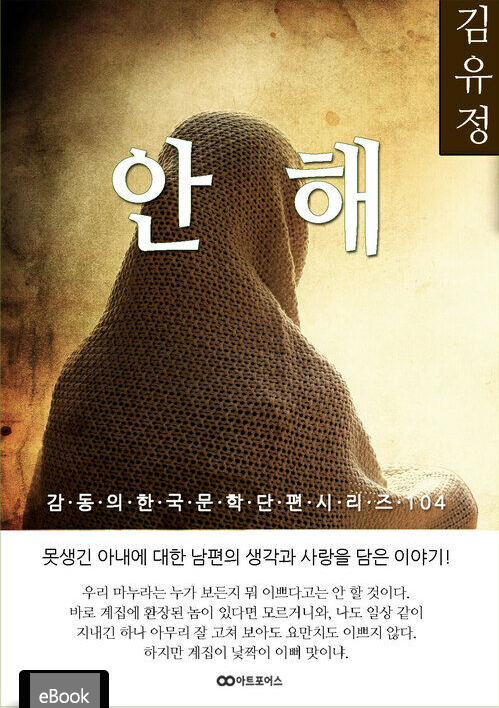 김유정
안 해
감·동·의·한·국·문·학·단·편·시·리·즈·104
못생긴 아내에 대한 남편의 생각과 사랑을 담은 이야기!
우리 마누라는 누가 보든지 뭐 이쁘다고는 안 할 것이다.
바로 계집에 환장된 놈이 있다면 모르거니와, 나도 일상 같이
지내긴 하나 아무리 잘 고쳐 보아도 요만치도 이쁘지 않다.
하지만 계집이 낯짝이 이뻐 맛이냐.
아트포어스
eBook